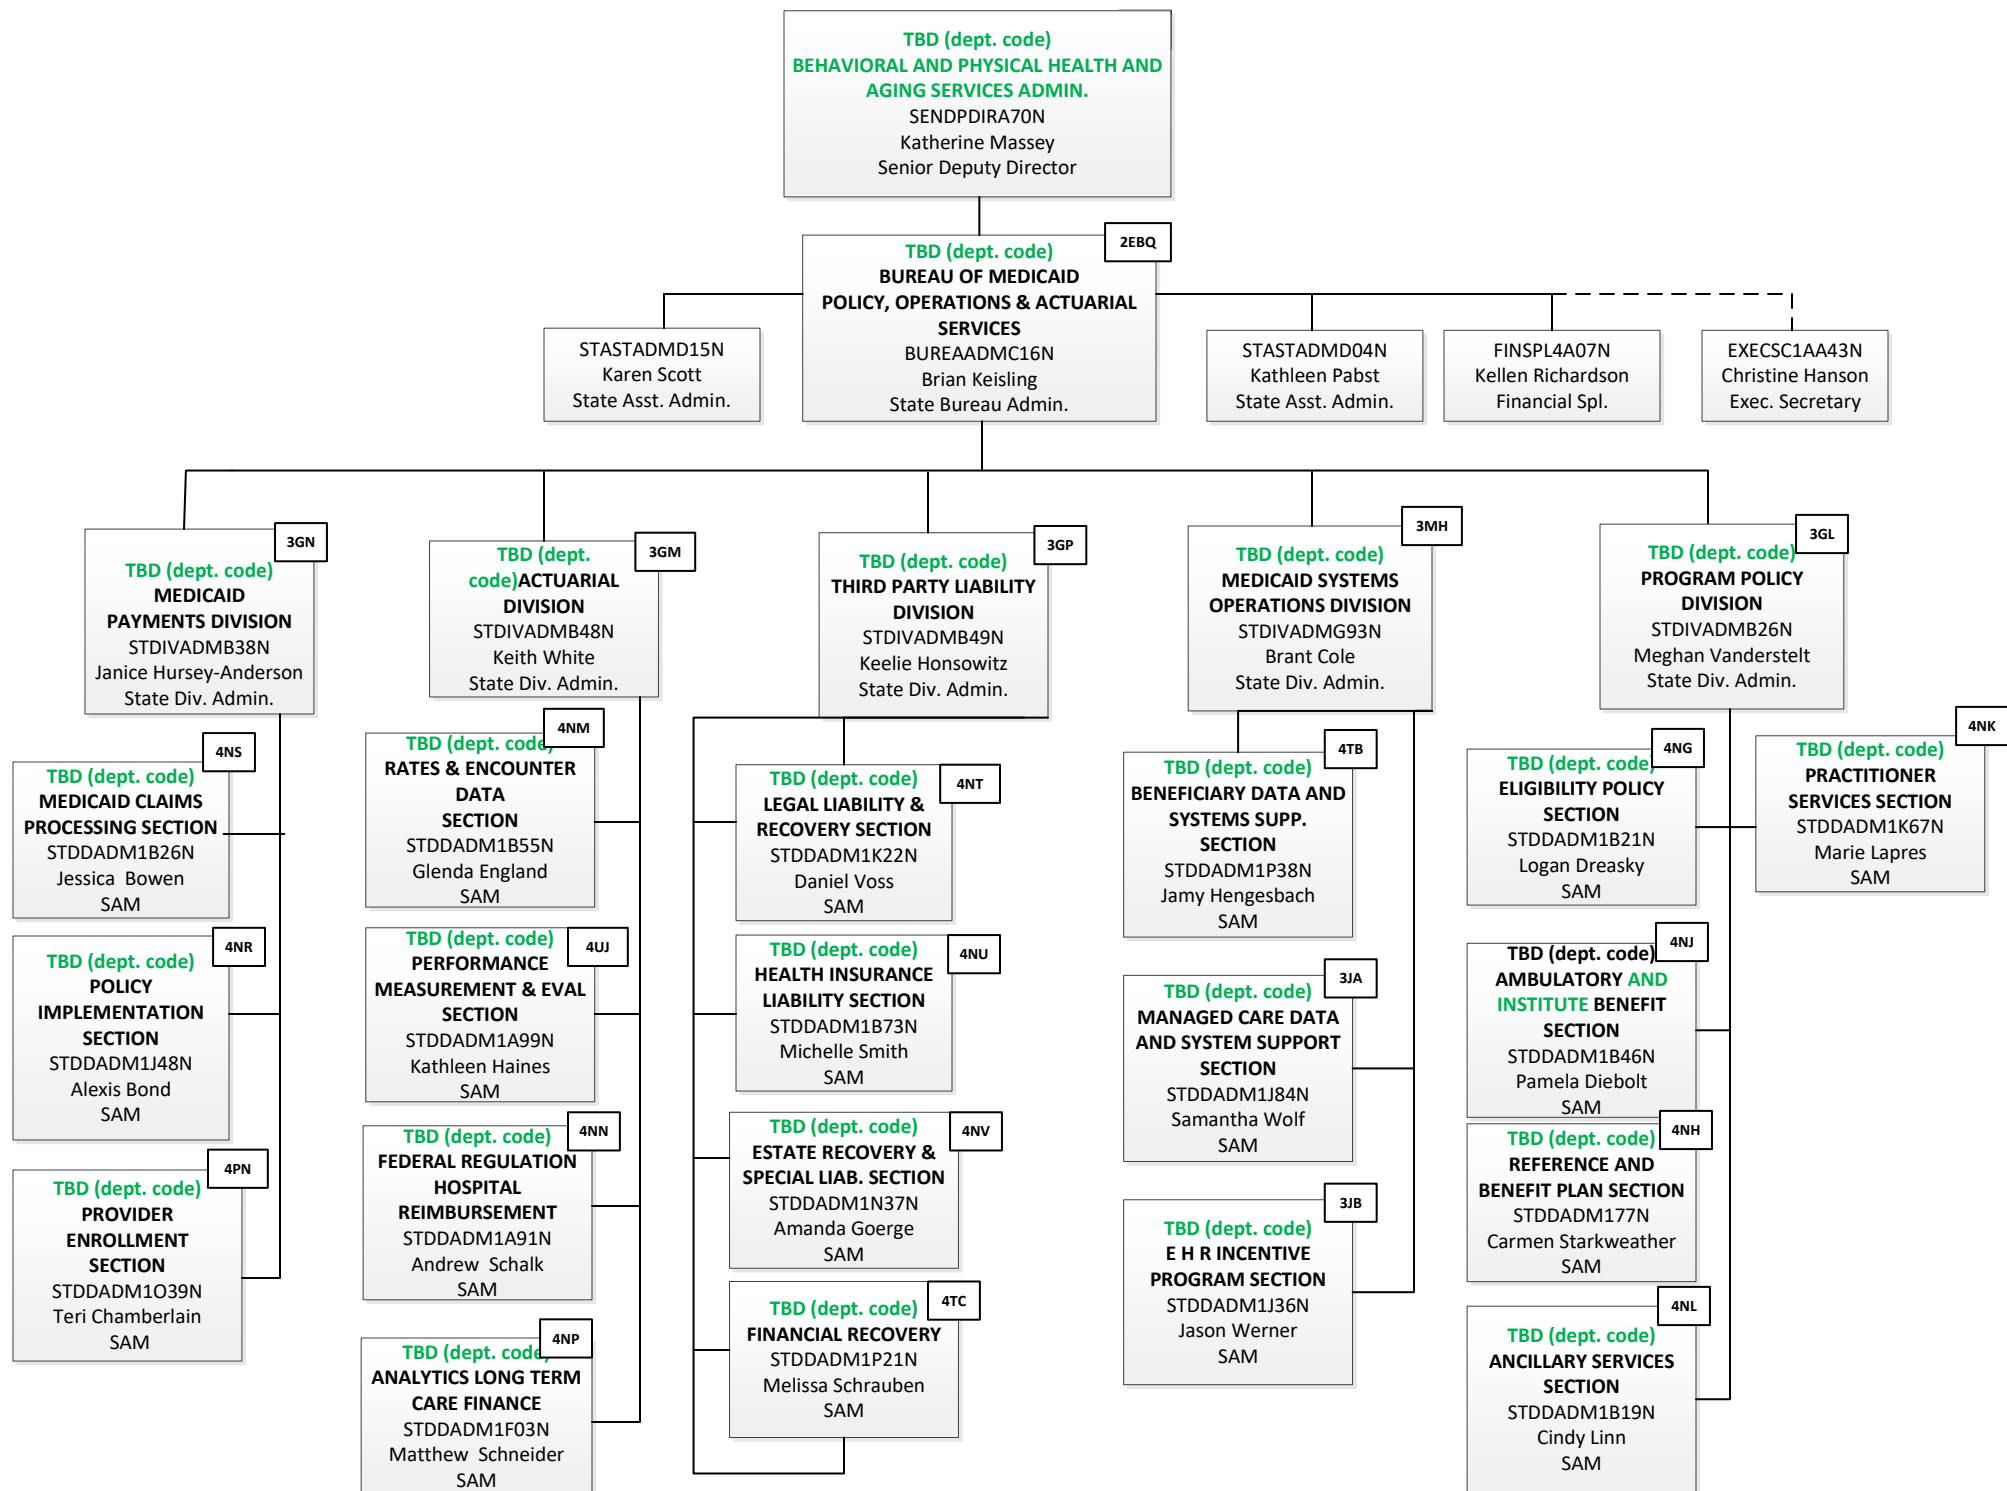 TBD (dept. code)
BEHAVIORAL AND PHYSICAL HEALTH AND
AGING SERVICES ADMIN.
SENDPDIRA70N
Katherine Massey
Senior Deputy Director
2EBQ
TBD (dept. code)
BUREAU OF MEDICAID
POLICY, OPERATIONS & ACTUARIAL
SERVICES
BUREAADMC16N
Brian Keisling
State Bureau Admin.
STASTADMD15N
Karen Scott
State Asst. Admin.
STASTADMD04N
Kathleen Pabst
State Asst. Admin.
FINSPL4A07N
Kellen Richardson
Financial Spl.
EXECSC1AA43N
Christine Hanson
Exec. Secretary
3GN
TBD (dept. code)
MEDICAID
PAYMENTS DIVISION
STDIVADMB38N
Janice Hursey-Anderson
State Div. Admin.
3GM
TBD (dept.
code)ACTUARIAL
DIVISION
STDIVADMB48N
Keith White
State Div. Admin.
3GP
TBD (dept. code)
THIRD PARTY LIABILITY
DIVISION
STDIVADMB49N
Keelie Honsowitz
State Div. Admin.
3MH
TBD (dept. code)
MEDICAID SYSTEMS
OPERATIONS DIVISION
STDIVADMG93N
Brant Cole
State Div. Admin.
3GL
TBD (dept. code)
PROGRAM POLICY
DIVISION
STDIVADMB26N
Meghan Vanderstelt
State Div. Admin.
4NS
TBD (dept. code)
MEDICAID CLAIMS
PROCESSING SECTION
STDDADM1B26N
Jessica Bowen
SAM
4NR
TBD (dept. code)
POLICY
IMPLEMENTATION
SECTION
STDDADM1J48N
Alexis Bond
SAM
4PN
TBD (dept. code)
PROVIDER
ENROLLMENT
SECTION
STDDADM1O39N
Teri Chamberlain
SAM
4NM
TBD (dept. code)
RATES & ENCOUNTER
DATA
SECTION
STDDADM1B55N
Glenda England
SAM
4UJ
TBD (dept. code)
PERFORMANCE
MEASUREMENT & EVAL
SECTION
STDDADM1A99N
Kathleen Haines
SAM
4NN
TBD (dept. code)
FEDERAL REGULATION
HOSPITAL
REIMBURSEMENT
STDDADM1A91N
Andrew Schalk
SAM
4NP
TBD (dept. code)
ANALYTICS LONG TERM
CARE FINANCE
STDDADM1F03N
Matthew Schneider
SAM
4NT
TBD (dept. code)
LEGAL LIABILITY &
RECOVERY SECTION
STDDADM1K22N
Daniel Voss
SAM
4NU
TBD (dept. code)
HEALTH INSURANCE
LIABILITY SECTION
STDDADM1B73N
Michelle Smith
SAM
4NV
TBD (dept. code)
ESTATE RECOVERY &
SPECIAL LIAB. SECTION
STDDADM1N37N
Amanda Goerge
SAM
4TC
TBD (dept. code)
FINANCIAL RECOVERY
STDDADM1P21N
Melissa Schrauben
SAM
4TB
TBD (dept. code)
BENEFICIARY DATA AND
SYSTEMS SUPP.
SECTION
STDDADM1P38N
Jamy Hengesbach
SAM
3JA
TBD (dept. code)
MANAGED CARE DATA
AND SYSTEM SUPPORT
SECTION
STDDADM1J84N
Samantha Wolf
SAM
3JB
TBD (dept. code)
E H R INCENTIVE
PROGRAM SECTION
STDDADM1J36N
Jason Werner
SAM
4NG
TBD (dept. code)
ELIGIBILITY POLICY
SECTION
STDDADM1B21N
Logan Dreasky
SAM
4NK
TBD (dept. code)
PRACTITIONER
SERVICES SECTION
STDDADM1K67N
Marie Lapres
SAM
4NJ
TBD (dept. code)
AMBULATORY AND
INSTITUTE BENEFIT
SECTION
STDDADM1B46N
Pamela Diebolt
SAM
4NH
TBD (dept. code)
REFERENCE AND
BENEFIT PLAN SECTION
STDDADM177N
Carmen Starkweather
SAM
4NL
TBD (dept. code)
ANCILLARY SERVICES
SECTION
STDDADM1B19N
Cindy Linn
SAM